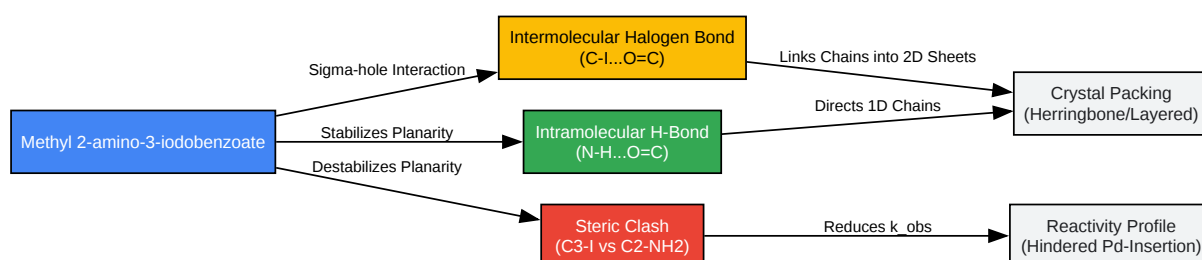 Methyl 2-amino-3-iodobenzoate
Sigma-hole Interaction
Stabilizes Planarity
Destabilizes Planarity
Intermolecular Halogen Bond
(C-I...O=C)
Intramolecular H-Bond
(N-H...O=C)
Steric Clash
(C3-I vs C2-NH2)
Links Chains into 2D Sheets
Directs 1D Chains
Reduces k_obs
Crystal Packing
(Herringbone/Layered)
Reactivity Profile
(Hindered Pd-Insertion)